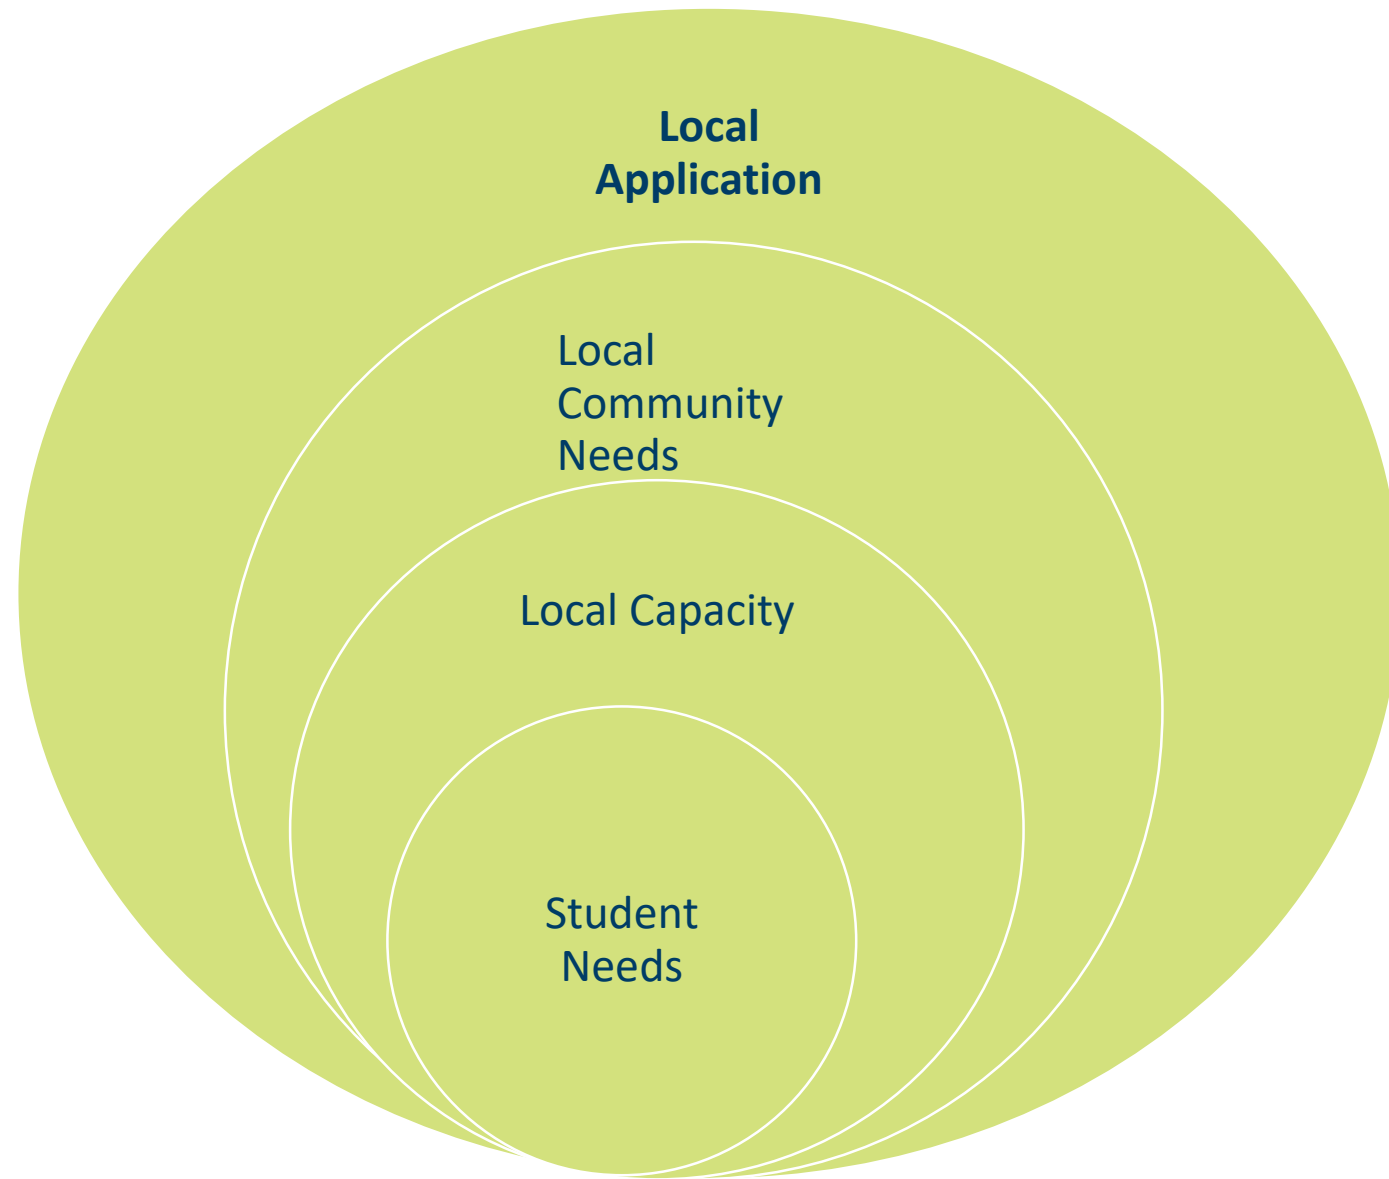 Local
Application
Local
Community
Needs
Local Capacity
Student
Needs